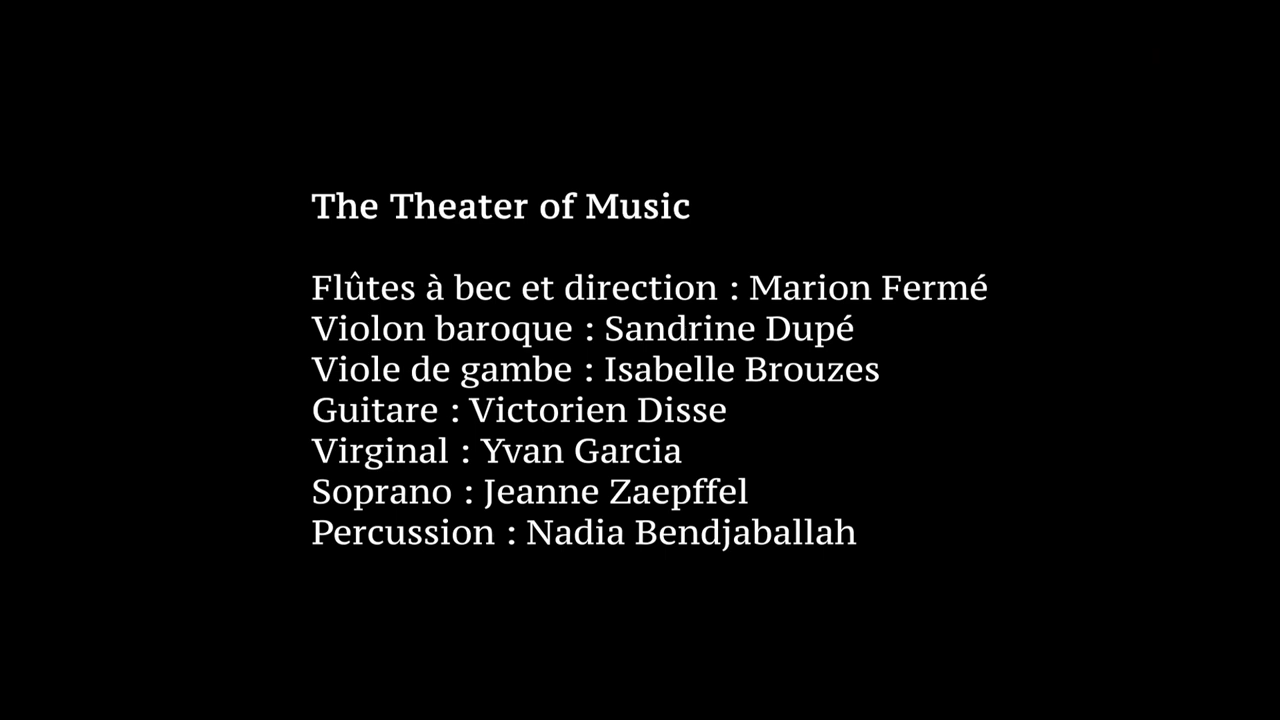 The Theater of Music
Flûtes à bec et direction : Marion Fermé
Violon baroque : Sandrine Dupé
Viole de gambe : Isabelle Brouzes
Guitare : Victorien Disse
Virginal : Yvan Garcia
Soprano : Jeanne Zaepffel
Percussion : Nadia Bendjaballah